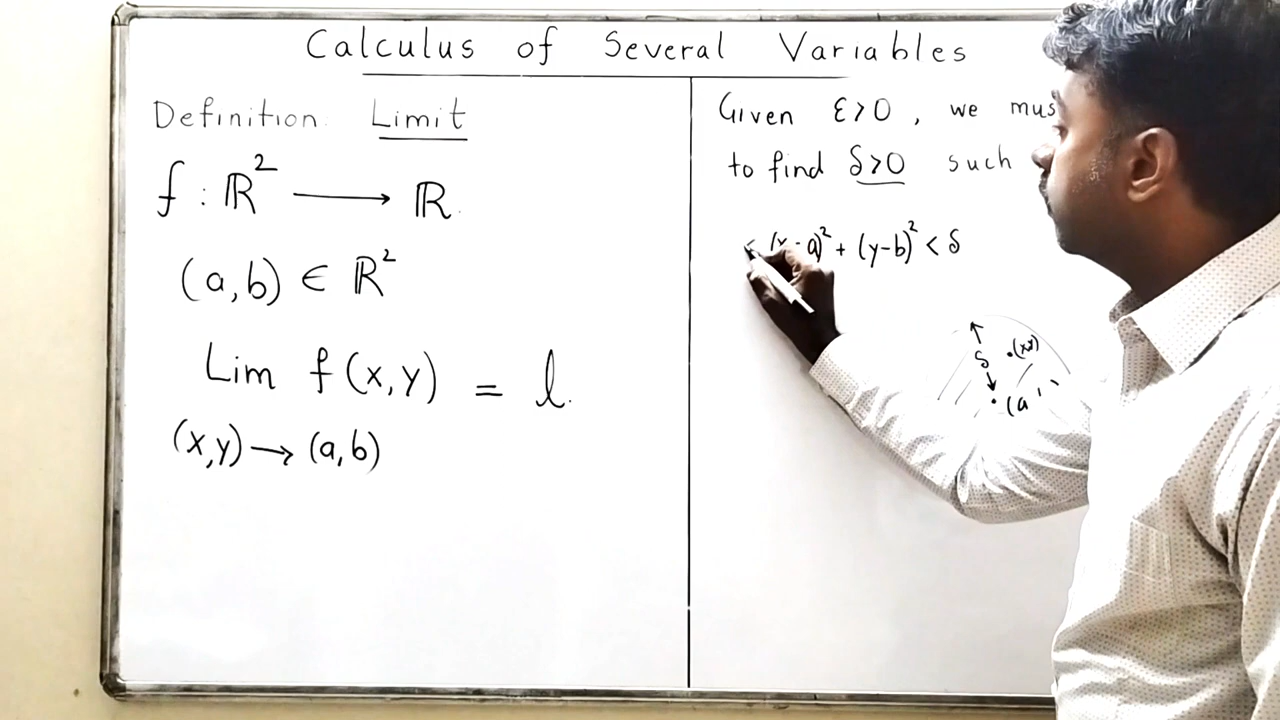 Calculus of Several Variables
Definition: Limit
f : ℝ² ⟶ ℝ.
(a,b) ∈ ℝ²
Lim f(x,y) = l.
(x,y) → (a,b)
Given ε>0, we mus
to find δ>0 such
< (x-a)² + (y-b)² < δ
δ .(x,y)
.(a